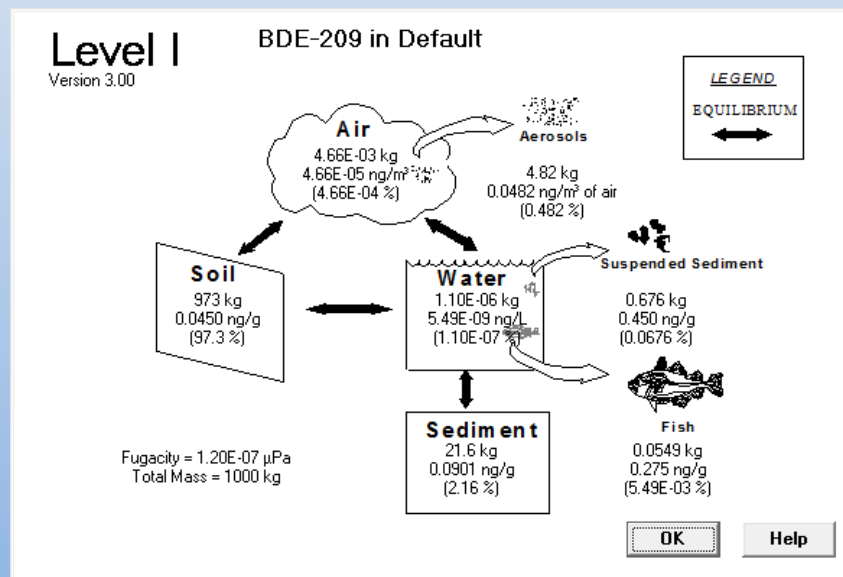 Level I
Version 3.00
BDE-209 in Default
LEGEND
EQUILIBRIUM
Air
4.66E-03 kg
4.66E-05 ng/m³
(4.66E-04 %)
Aerosols
4.82 kg
0.0482 ng/m³ of air
(0.482 %)
Soil
973 kg
0.0450 ng/g
(97.3 %)
Water
1.10E-06 kg
5.49E-09 ng/L
(1.10E-07 %)
Suspended Sediment
0.676 kg
0.450 ng/g
(0.0676 %)
Sediment
21.6 kg
0.0901 ng/g
(2.16 %)
Fish
0.0549 kg
0.275 ng/g
(5.49E-03 %)
Fugacity = 1.20E-07 µPa
Total Mass = 1000 kg
OK
Help